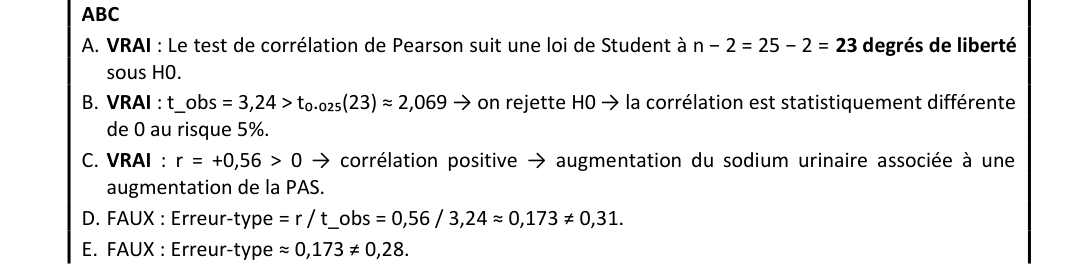 ABC
A. VRAI : Le test de corrélation de Pearson suit une loi de Student à n − 2 = 25 − 2 = 23 degrés de liberté
sous H0.
B. VRAI : t_obs = 3,24 > t₀.₀₂₅(23) ≈ 2,069 → on rejette H0 → la corrélation est statistiquement différente
de 0 au risque 5%.
C. VRAI : r = +0,56 > 0 → corrélation positive → augmentation du sodium urinaire associée à une
augmentation de la PAS.
D. FAUX : Erreur-type = r / t_obs = 0,56 / 3,24 ≈ 0,173 ≠ 0,31.
E. FAUX : Erreur-type ≈ 0,173 ≠ 0,28.